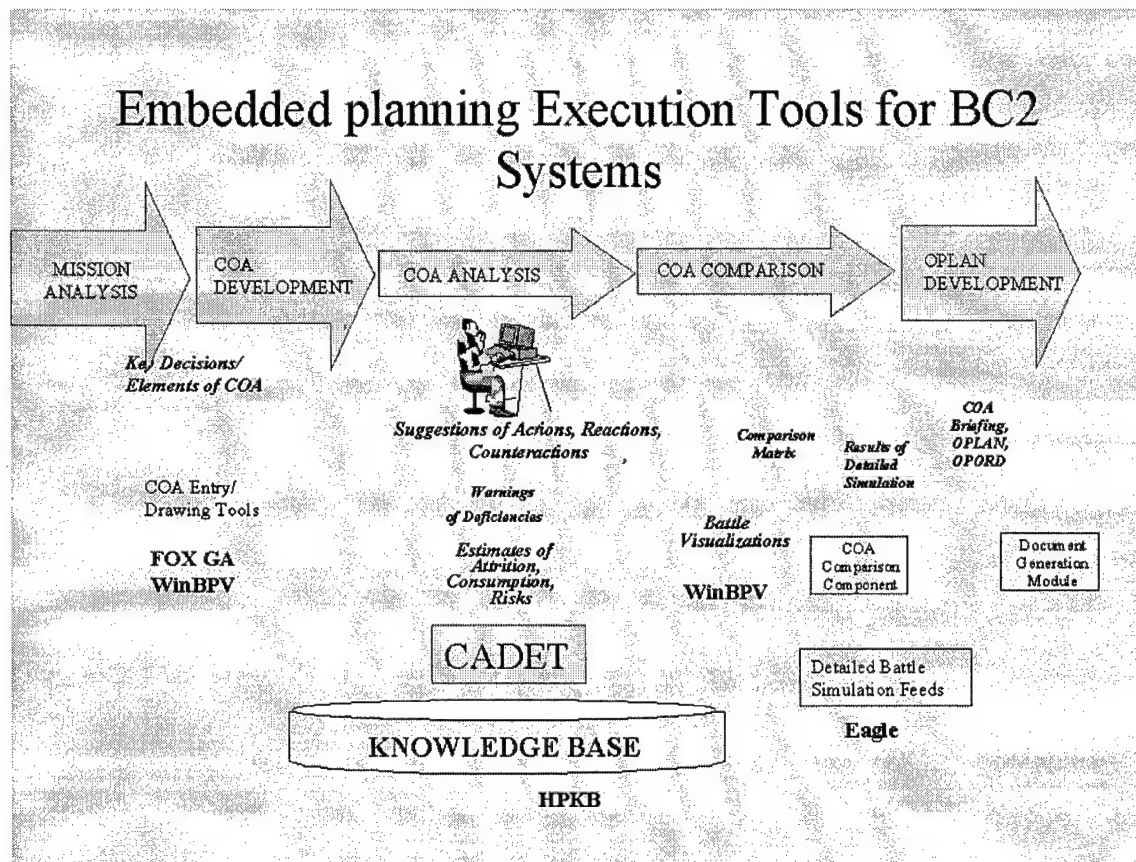 Embedded planning Execution Tools for BC2
Systems
MISSION
ANALYSIS
COA
DEVELOPMENT
COA ANALYSIS
COA COMPARISON
OPLAN
DEVELOPMENT
Key Decisions/
Elements of COA
COA Entry/
Drawing Tools
FOX GA
WinBPV
Suggestions of Actions, Reactions,
Counteractions
Warnings
of Deficiencies
Estimates of
Attrition,
Consumption,
Risks
CADET
KNOWLEDGE BASE
HPKB
Comparison
Matrix
Results of
Detailed
Simulation
Battle
Visualizations
WinBPV
COA
Comparison
Component
Detailed Battle
Simulation Feeds
Eagle
COA
Briefing,
OPLAN,
OPORD
Document
Generation
Module